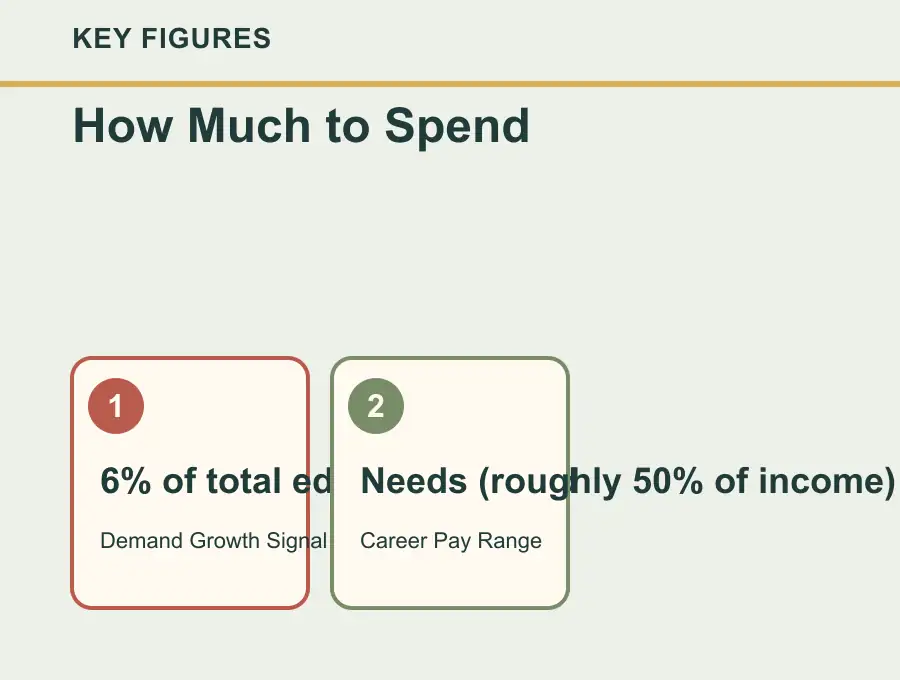 KEY FIGURES
How Much to Spend
1
6% of total
Demand Growth Signal
2
Needs (roughly 50% of income)
Career Pay Range